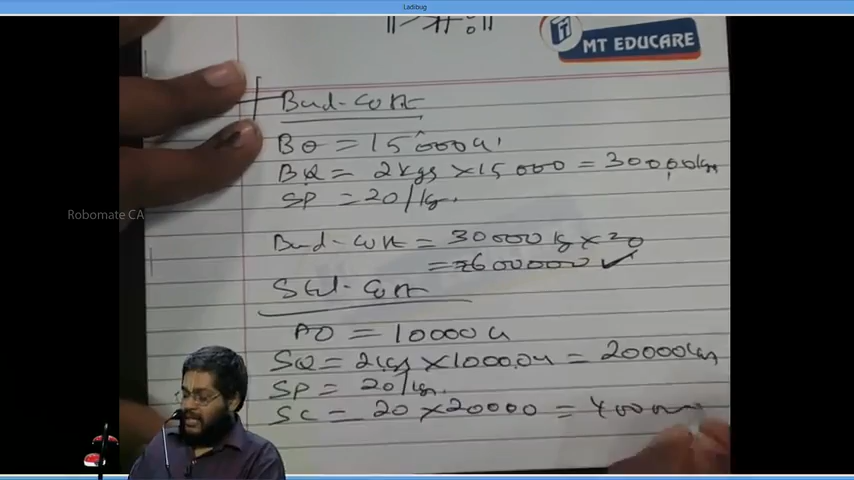 Ladibug
MT EDUCARE
Bud-Cost
BO = 15000u
BQ = 2kgs × 15000 = 30000kgs
SP = 20/kg.
Robomate CA
Bud-Cost = 30000 kg × 20
= ₹600000 ✓
Std-Cost
AO = 10000 u
SQ = 2kgs × 10000u = 20000kgs
SP = 20/kg.
SC = 20 × 20000 = 400000